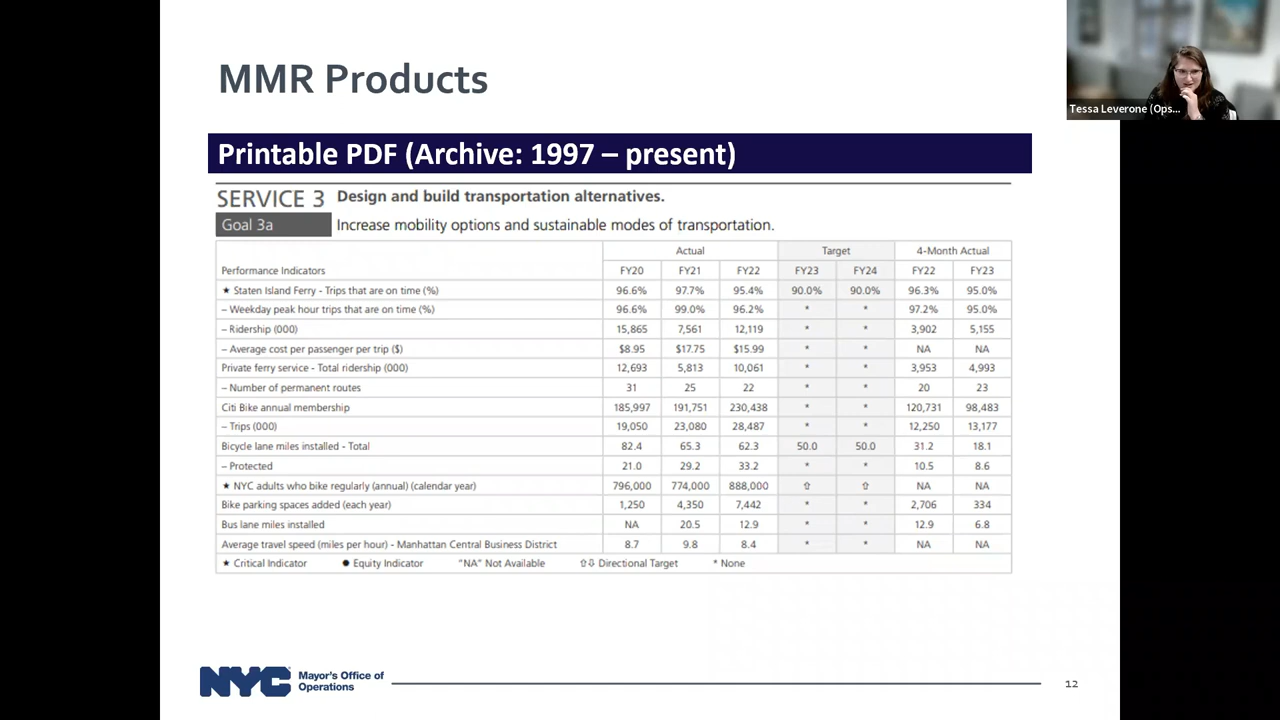 MMR Products
Tessa Leverone (Ops...
Printable PDF (Archive: 1997 – present)
SERVICE 3 Design and build transportation alternatives.
Goal 3a Increase mobility options and sustainable modes of transportation.
Actual Target 4-Month Actual
Performance Indicators FY20 FY21 FY22 FY23 FY24 FY22 FY23
★ Staten Island Ferry - Trips that are on time (%) 96.6% 97.7% 95.4% 90.0% 90.0% 96.3% 95.0%
– Weekday peak hour trips that are on time (%) 96.6% 99.0% 96.2% * * 97.2% 95.0%
– Ridership (000) 15,865 7,561 12,119 * * 3,902 5,155
– Average cost per passenger per trip ($) $8.95 $17.75 $15.99 * * NA NA
Private ferry service - Total ridership (000) 12,693 5,813 10,061 * * 3,953 4,993
– Number of permanent routes 31 25 22 * * 20 23
Citi Bike annual membership 185,997 191,751 230,438 * * 120,731 98,483
– Trips (000) 19,050 23,080 28,487 * * 12,250 13,177
Bicycle lane miles installed - Total 82.4 65.3 62.3 50.0 50.0 31.2 18.1
– Protected 21.0 29.2 33.2 * * 10.5 8.6
★ NYC adults who bike regularly (annual) (calendar year) 796,000 774,000 888,000 ⇧ ⇧ NA NA
Bike parking spaces added (each year) 1,250 4,350 7,442 * * 2,706 334
Bus lane miles installed NA 20.5 12.9 * * 12.9 6.8
Average travel speed (miles per hour) - Manhattan Central Business District 8.7 9.8 8.4 * * NA NA
★ Critical Indicator ● Equity Indicator "NA" Not Available ⇧⇩ Directional Target * None
NYC Mayor's Office of
Operations
12